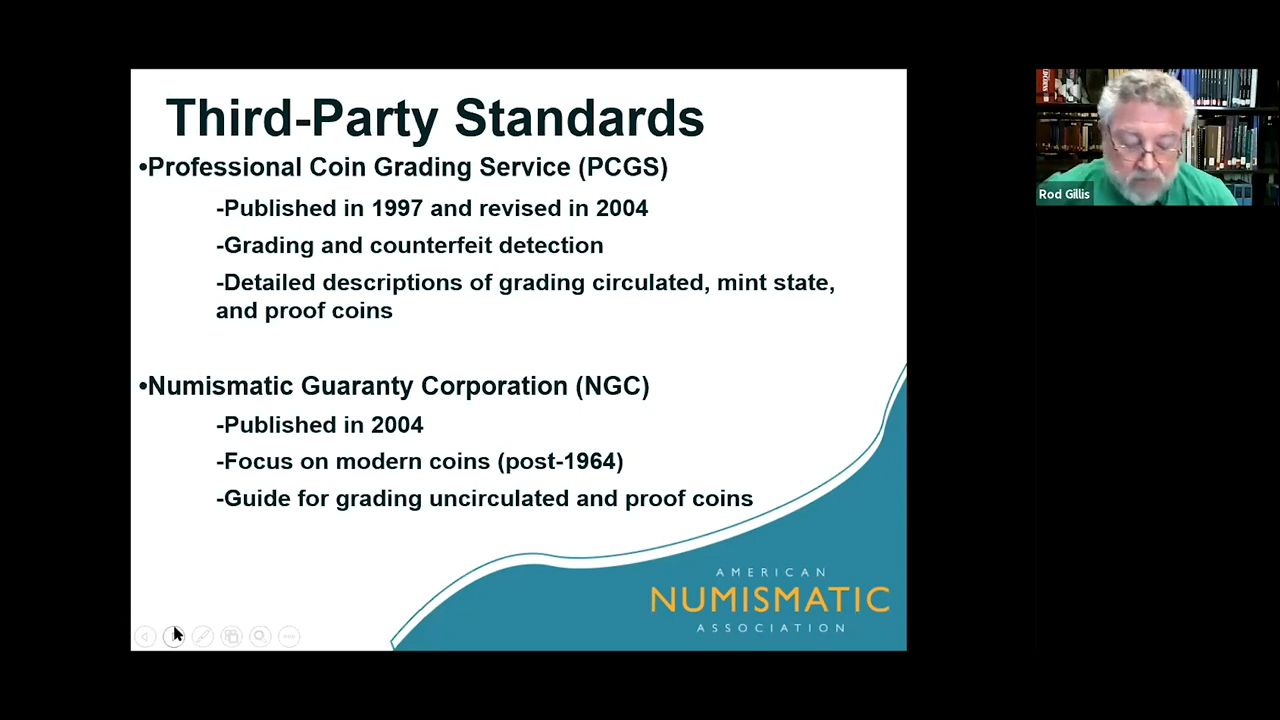 Third-Party Standards
•Professional Coin Grading Service (PCGS)
-Published in 1997 and revised in 2004
-Grading and counterfeit detection
-Detailed descriptions of grading circulated, mint state,
and proof coins
•Numismatic Guaranty Corporation (NGC)
-Published in 2004
-Focus on modern coins (post-1964)
-Guide for grading uncirculated and proof coins
AMERICAN
NUMISMATIC
ASSOCIATION
Rod Gillis